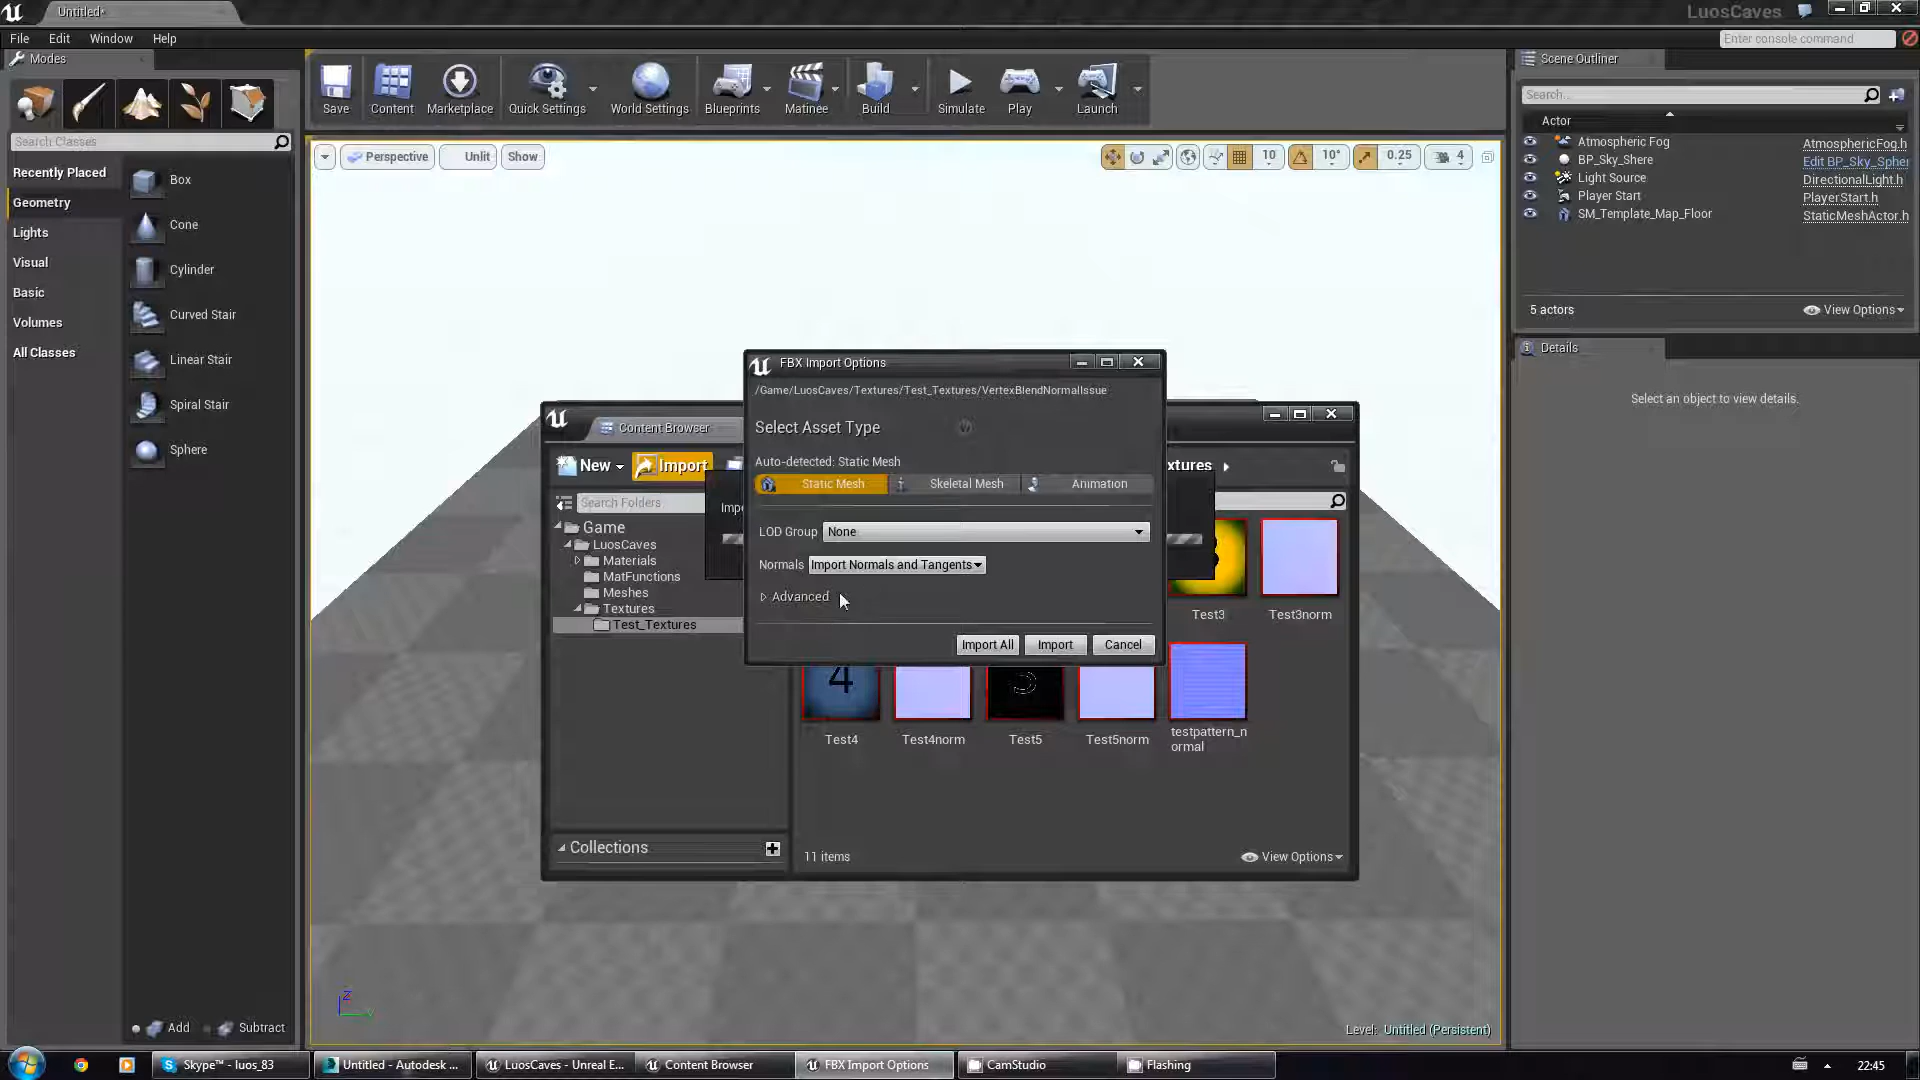 Untitled*
LuosCaves
File
Edit
Window
Help
Enter console command
Modes
Search Classes
Recently Placed
Geometry
Lights
Visual
Basic
Volumes
All Classes
Box
Cone
Cylinder
Curved Stair
Linear Stair
Spiral Stair
Sphere
Add
Subtract
Save
Content
Marketplace
Quick Settings
World Settings
Blueprints
Matinee
Build
Simulate
Play
Launch
Perspective
Unlit
Show
10
10°
0.25
4
Scene Outliner
Search...
Actor
Atmospheric Fog
AtmosphericFog.h
BP_Sky_Shere
Edit BP_Sky_Spher
Light Source
DirectionalLight.h
Player Start
PlayerStart.h
SM_Template_Map_Floor
StaticMeshActor.h
5 actors
View Options
Details
Select an object to view details.
FBX Import Options
/Game/LuosCaves/Textures/Test_Textures/VertexBlendNormalIssue
Select Asset Type
Auto-detected: Static Mesh
Static Mesh
Skeletal Mesh
Animation
LOD Group
None
Normals
Import Normals and Tangents
Advanced
Import All
Import
Cancel
Content Browser
New
Import
xtures
Search Folders
Impo
Game
LuosCaves
Materials
MatFunctions
Meshes
Textures
Test_Textures
Collections
Test3
Test3norm
4
Test4
Test4norm
Test5
Test5norm
testpattern_n
ormal
11 items
View Options
Z
Level: Untitled (Persistent)
Skype™ - luos_83
Untitled - Autodesk ...
LuosCaves - Unreal E...
Content Browser
FBX Import Options
CamStudio
Flashing
22:45